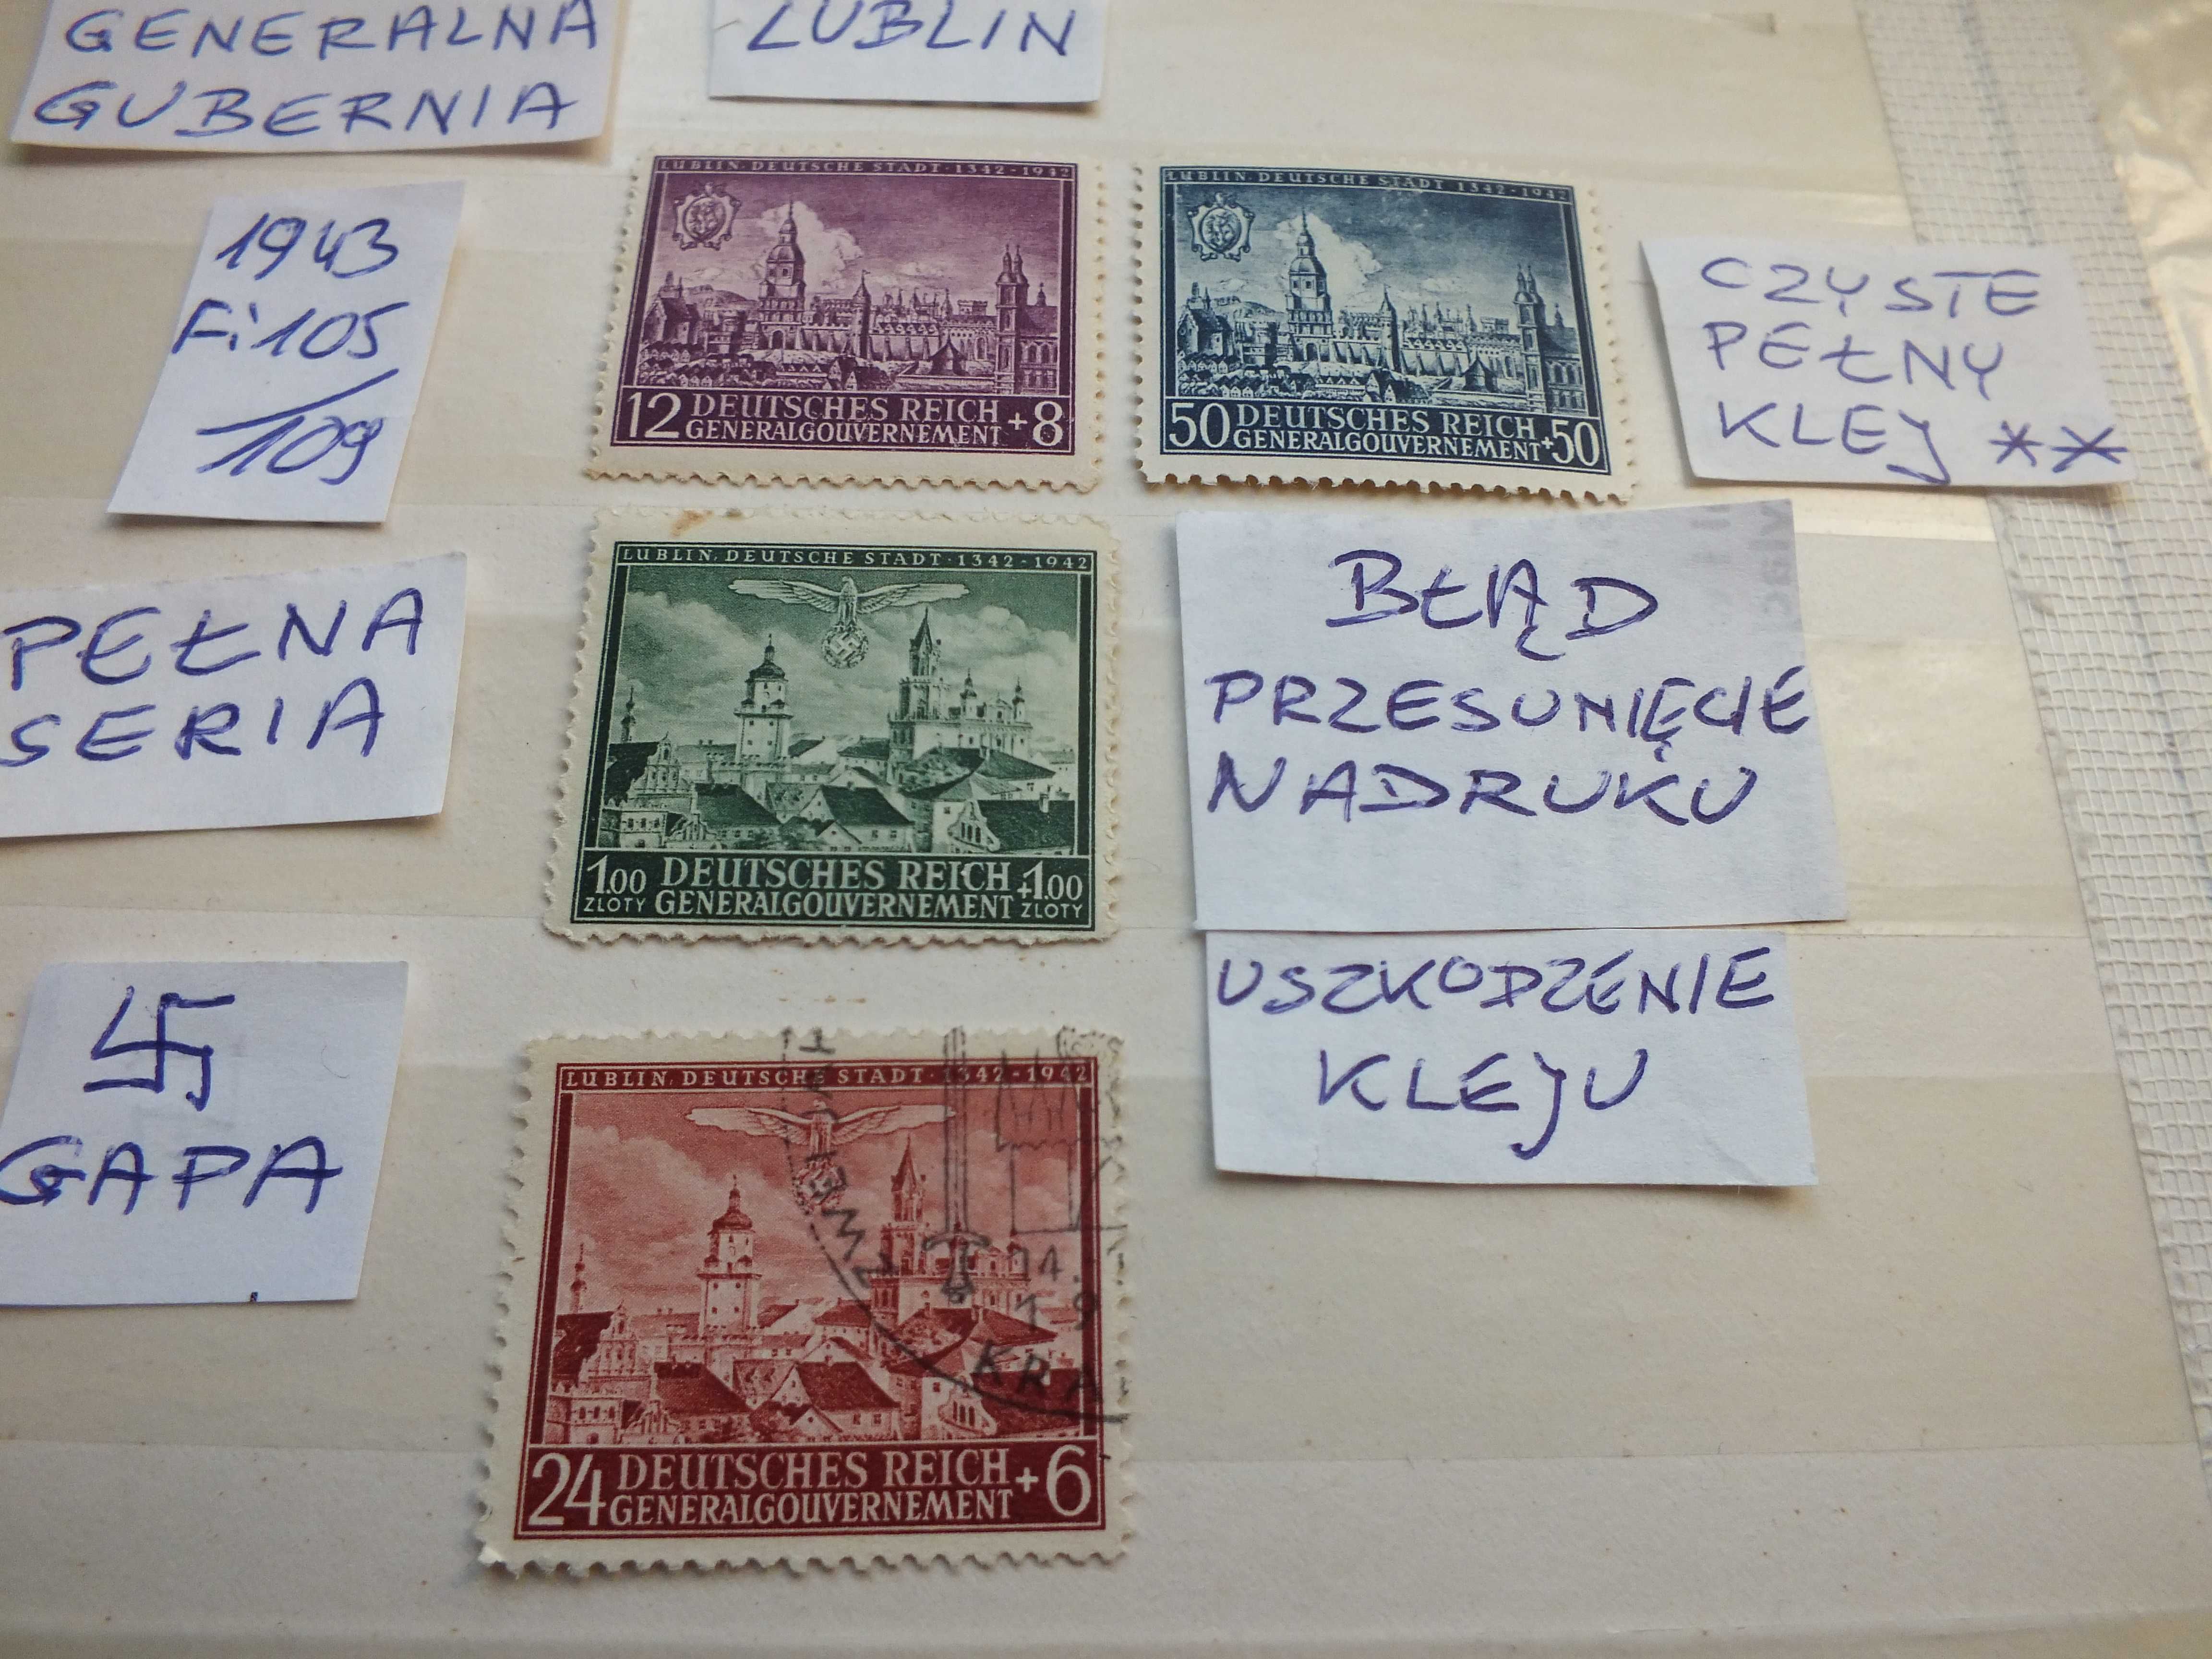 GENERALNA
GUBERNIA
LUBLIN
1943
Fi 105
/109
LUBLIN. DEUTSCHE STADT · 1342 - 1942
12 DEUTSCHES REICH +8
GENERALGOUVERNEMENT
LUBLIN. DEUTSCHE STADT 1342 - 1942
50 DEUTSCHES REICH +50
GENERALGOUVERNEMENT
CZYSTE
PEŁNY
KLEJ **
PEŁNA
SERIA
LUBLIN. DEUTSCHE STADT · 1342 - 1942
1.00 DEUTSCHES REICH +1.00
ZLOTY GENERALGOUVERNEMENT ZLOTY
BŁĄD
PRZESUNIĘCIE
NADRUKU
USZKODZENIE
KLEJU
GAPA
LUBLIN. DEUTSCHE STADT · 1342 - 1942
14.
KRA
24 DEUTSCHES REICH +6
GENERALGOUVERNEMENT